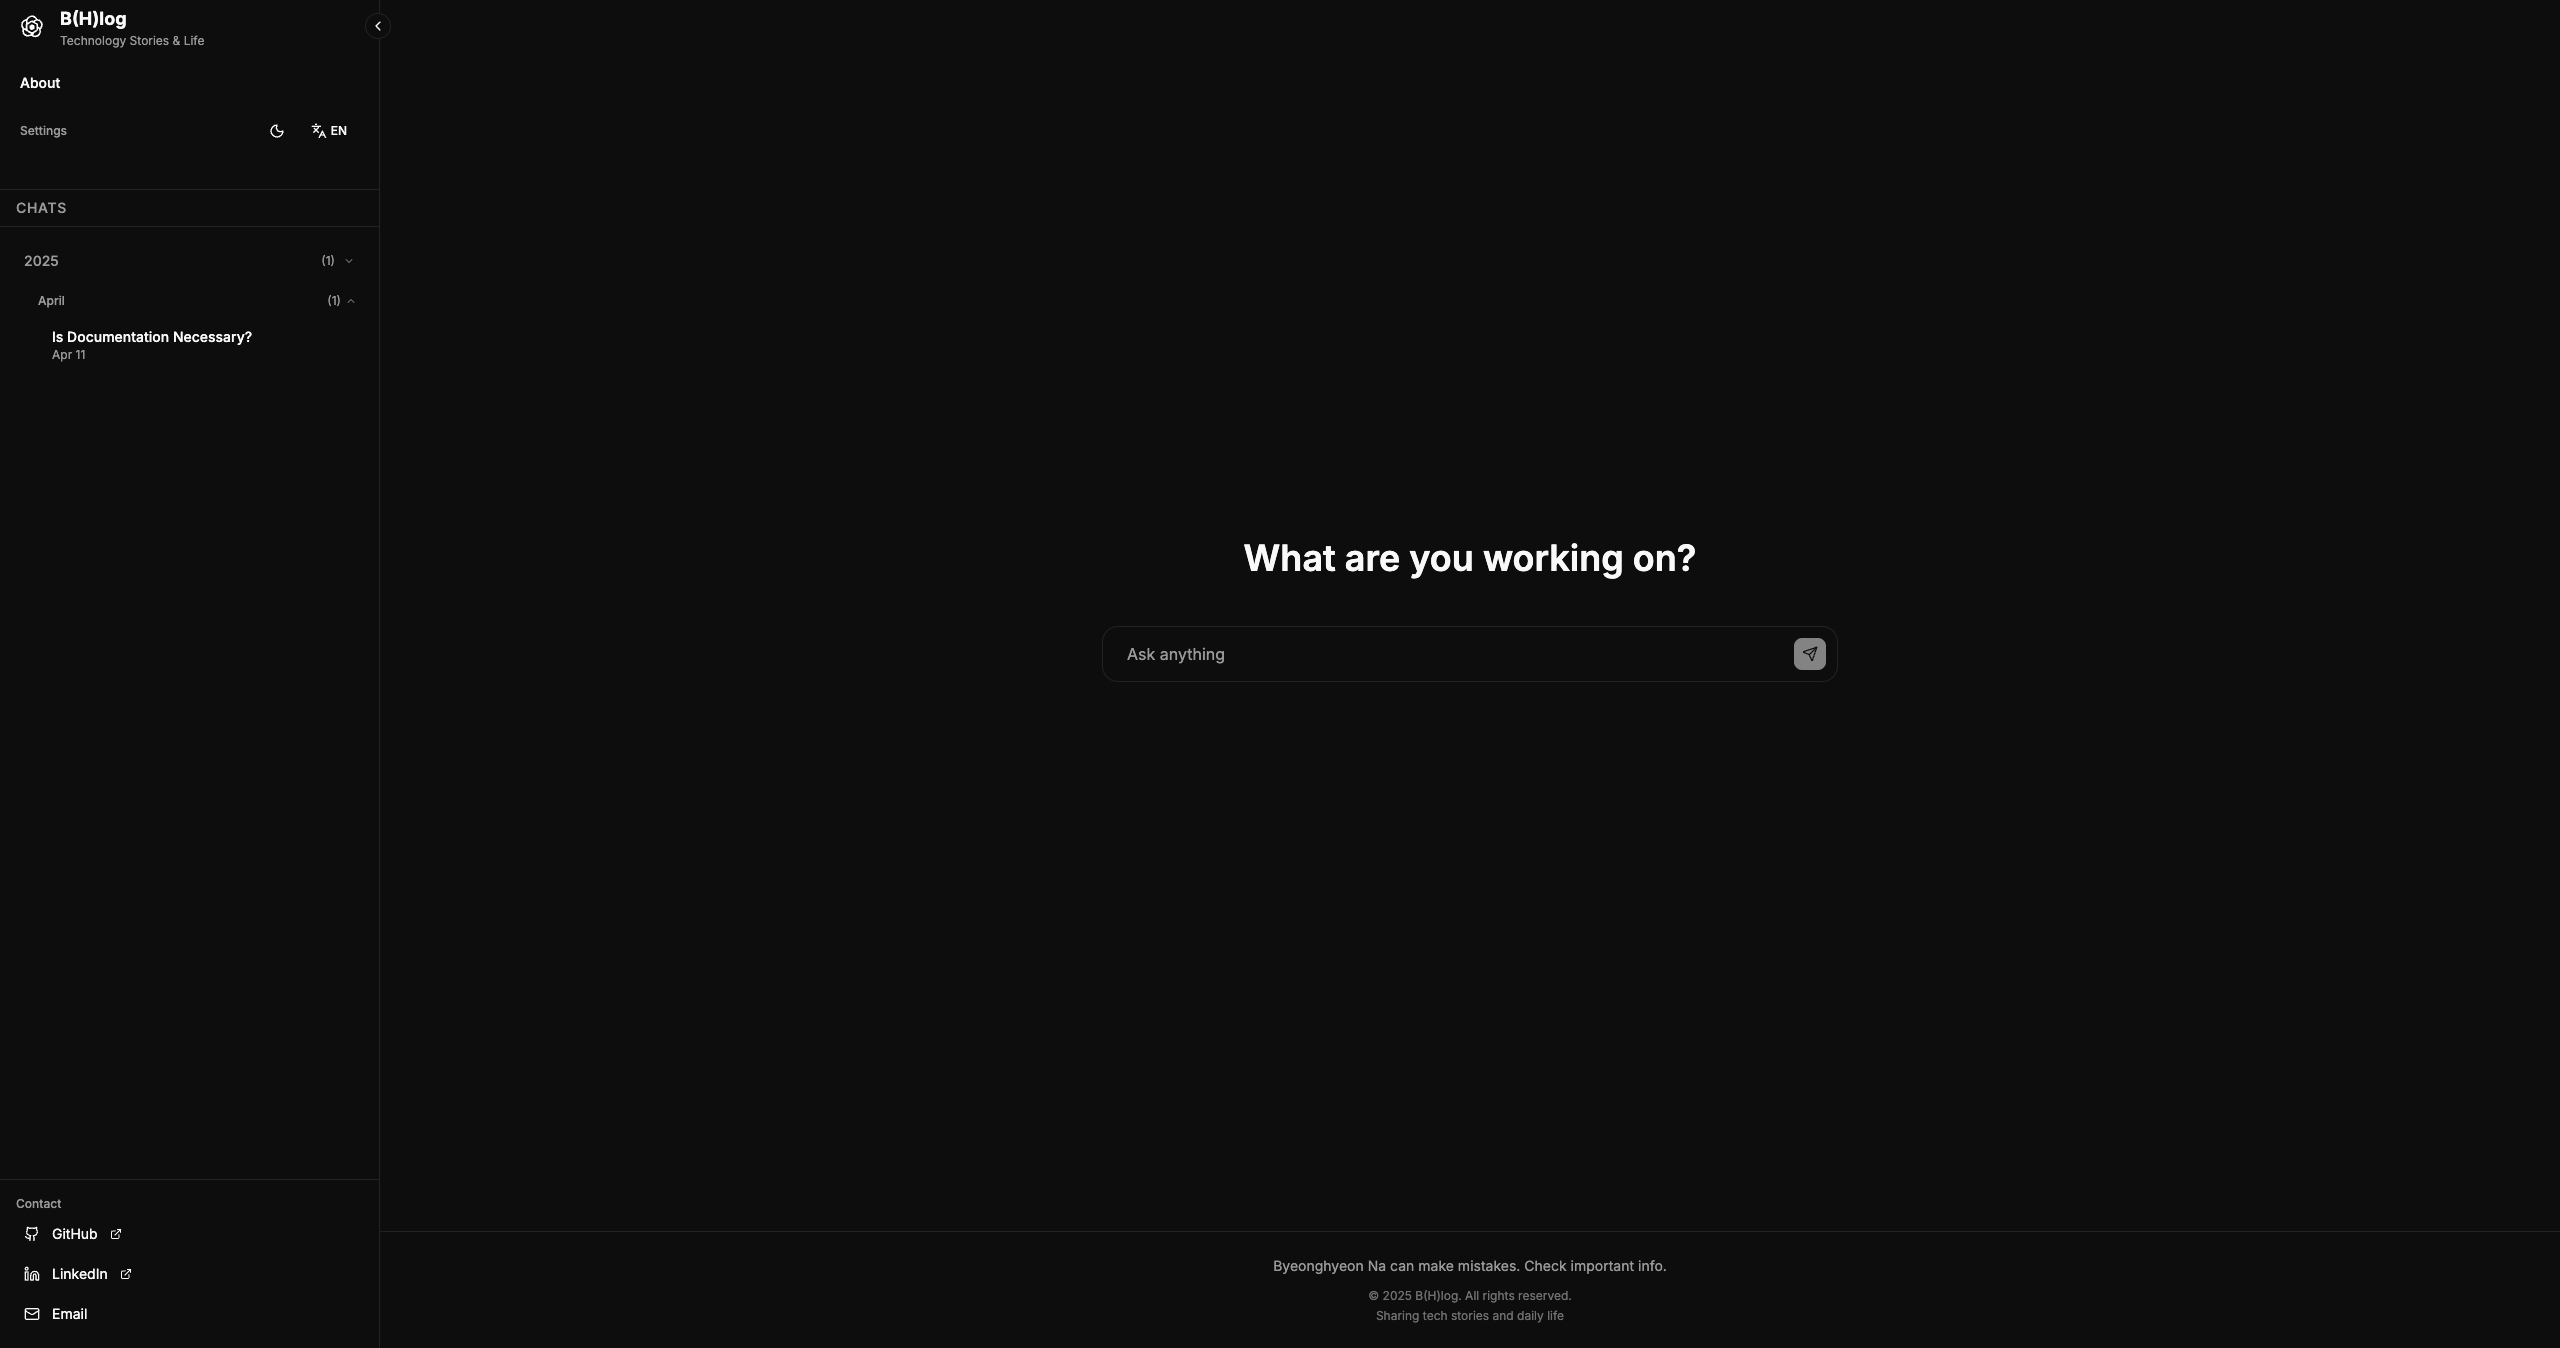 B(H)log
Technology Stories & Life
About
Settings
EN
CHATS
2025 (1)
April (1)
Is Documentation Necessary?
Apr 11
What are you working on?
Ask anything
Contact
GitHub
LinkedIn
Email
Byeonghyeon Na can make mistakes. Check important info.
© 2025 B(H)log. All rights reserved.
Sharing tech stories and daily life